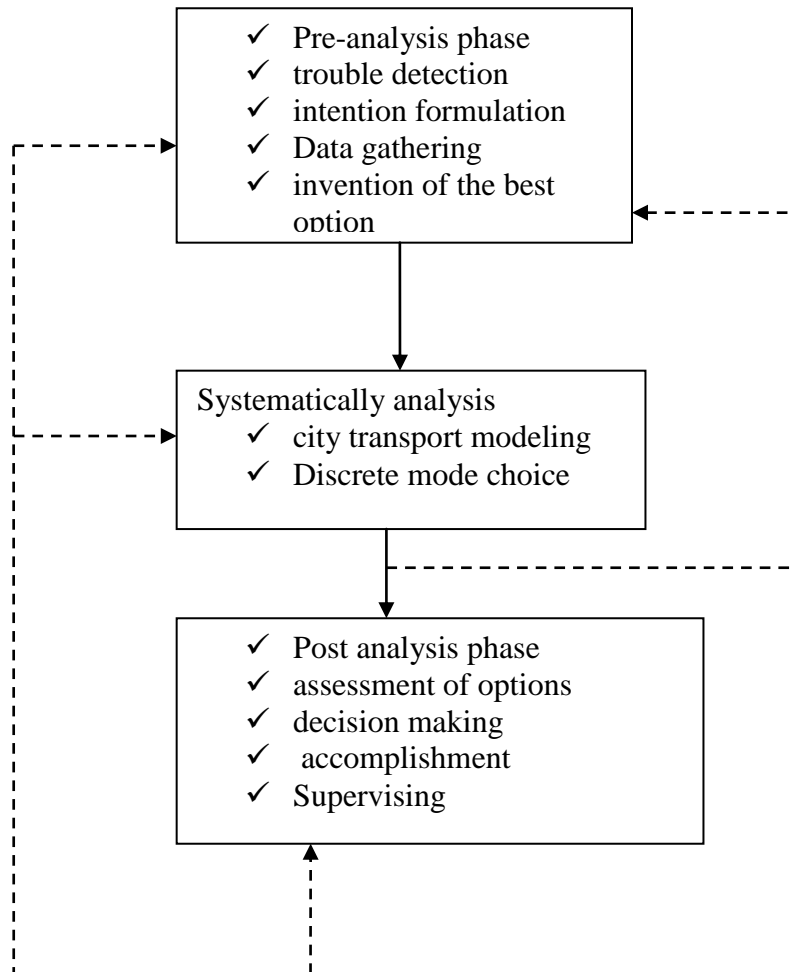 ✓ Pre-analysis phase
✓ trouble detection
✓ intention formulation
✓ Data gathering
✓ invention of the best
option
Systematically analysis
✓ city transport modeling
✓ Discrete mode choice
✓ Post analysis phase
✓ assessment of options
✓ decision making
✓ accomplishment
✓ Supervising